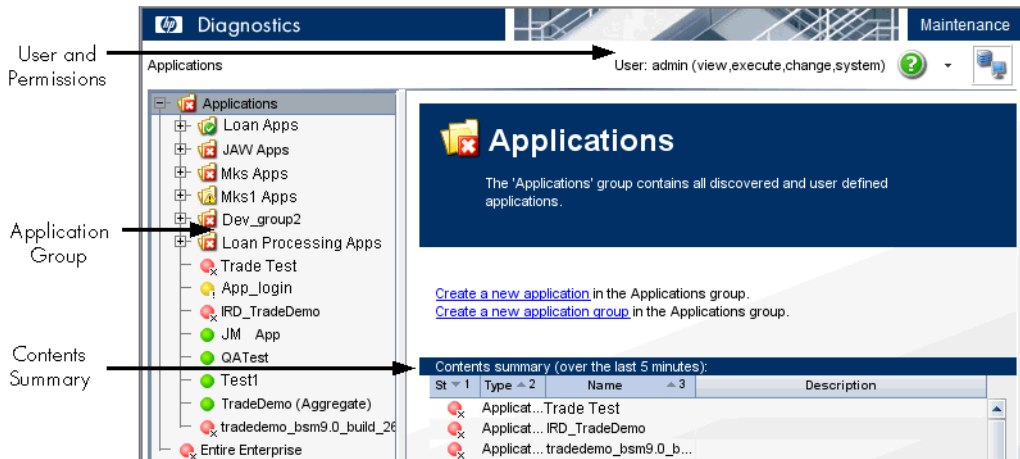 hp Diagnostics
Maintenance
User and
Permissions
Applications
User: admin (view,execute,change,system)
?
Applications
Loan Apps
JAW Apps
Mks Apps
Mks1 Apps
Dev_group2
Loan Processing Apps
Trade Test
App_login
IRD_TradeDemo
JM App
QATest
Test1
TradeDemo (Aggregate)
tradedemo_bsm9.0_build_26
Entire Enterprise
Application
Group
Contents
Summary
Applications
The 'Applications' group contains all discovered and user defined
applications.
Create a new application in the Applications group.
Create a new application group in the Applications group.
Contents summary (over the last 5 minutes):
St 1 Type 2 Name 3 Description
Applicat... Trade Test
Applicat... IRD_TradeDemo
Applicat... tradedemo_bsm9.0_b...